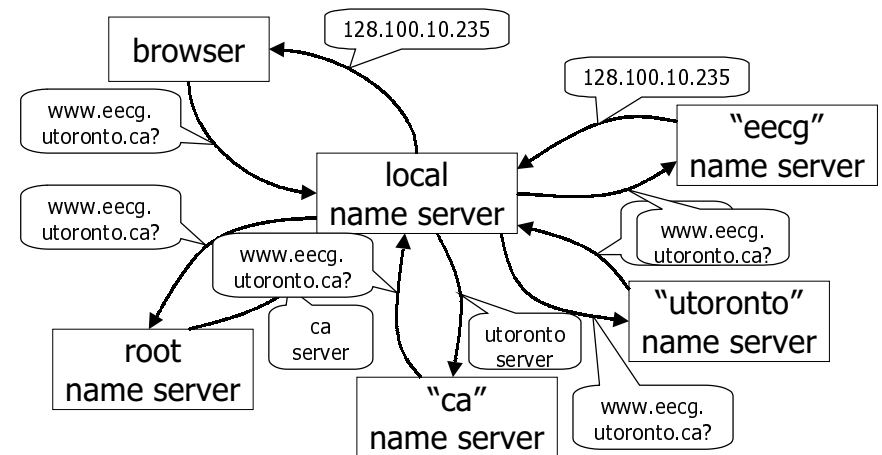 128.100.10.235
browser
128.100.10.235
www.eecg.
utoronto.ca?
"eecg"
name server
local
name server
www.eecg.
utoronto.ca?
www.eecg.
utoronto.ca?
www.eecg.
utoronto.ca?
"utoronto"
name server
ca
server
utoronto
server
root
name server
"ca"
name server
www.eecg.
utoronto.ca?